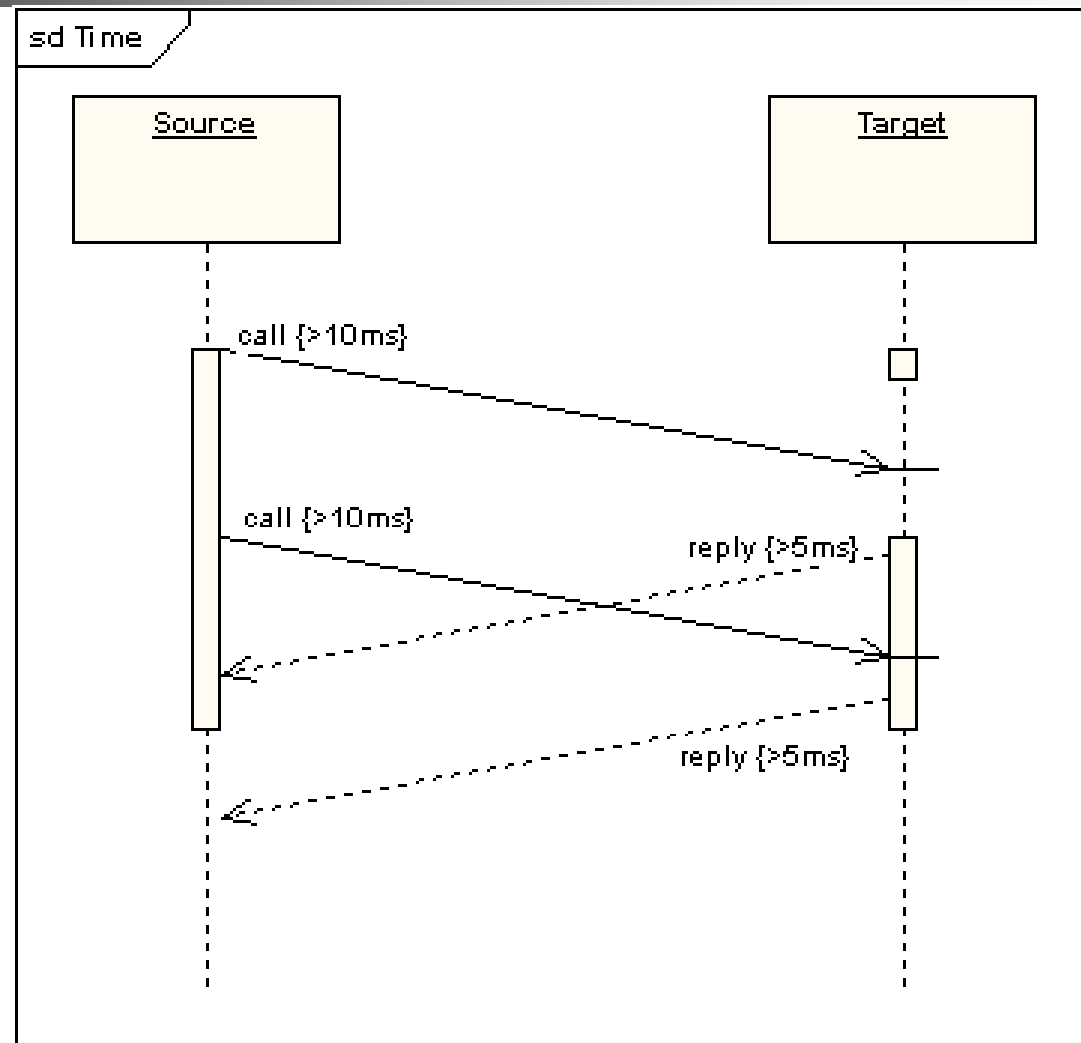 sd Time
Source
Target
call {>10ms}
call {>10ms}
reply {>5ms}
reply {>5ms}